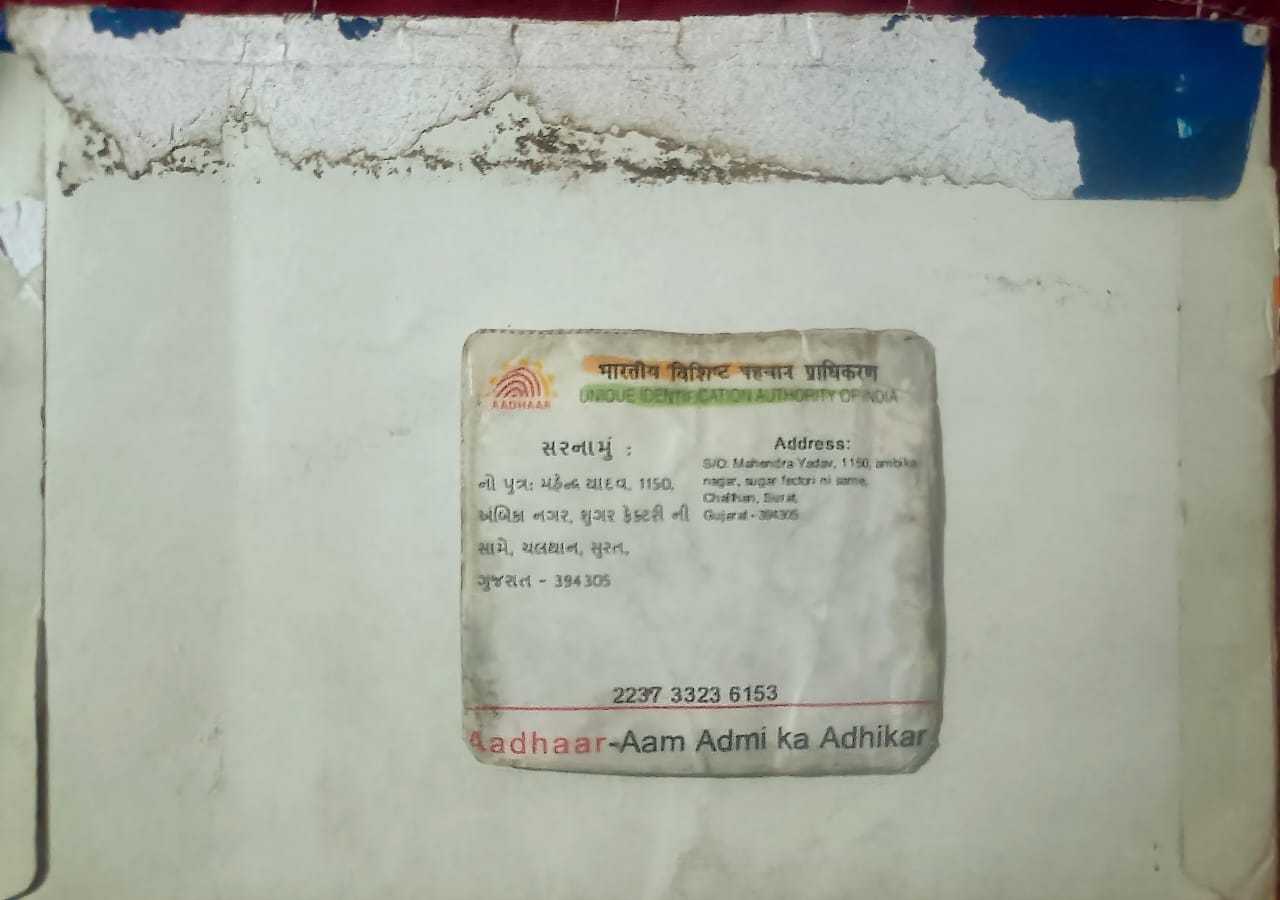 भारतीय विशिष्ट पहचान प्राधिकरण
UNIQUE IDENTIFICATION AUTHORITY OF INDIA
AADHAAR
સરનામું :
નો પુત્ર: મહેન્દ્ર યાદવ, 1150,
અંબિકા નગર, શુગર ફેક્ટરી ની
સામે, ચલથાન, સુરત,
ગુજરાત - 394305
Address:
S/O: Mahendra Yadav, 1150, ambika
nagar, sugar factori ni same,
Chalthan, Surat,
Gujarat - 394305
2237 3323 6153
Aadhaar-Aam Admi ka Adhikar